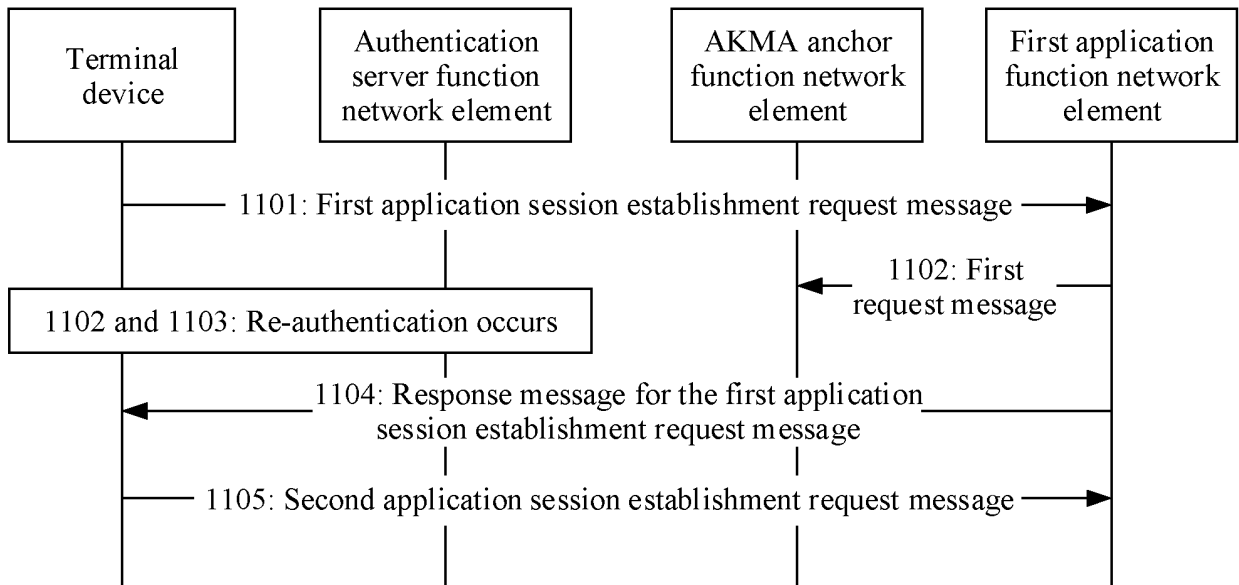 Terminal
device
Authentication
server function
network element
AKMA anchor
function network
element
First application
function network
element
1101: First application session establishment request message
1102: First
request message
1102 and 1103: Re-authentication occurs
1104: Response message for the first application
session establishment request message
1105: Second application session establishment request message